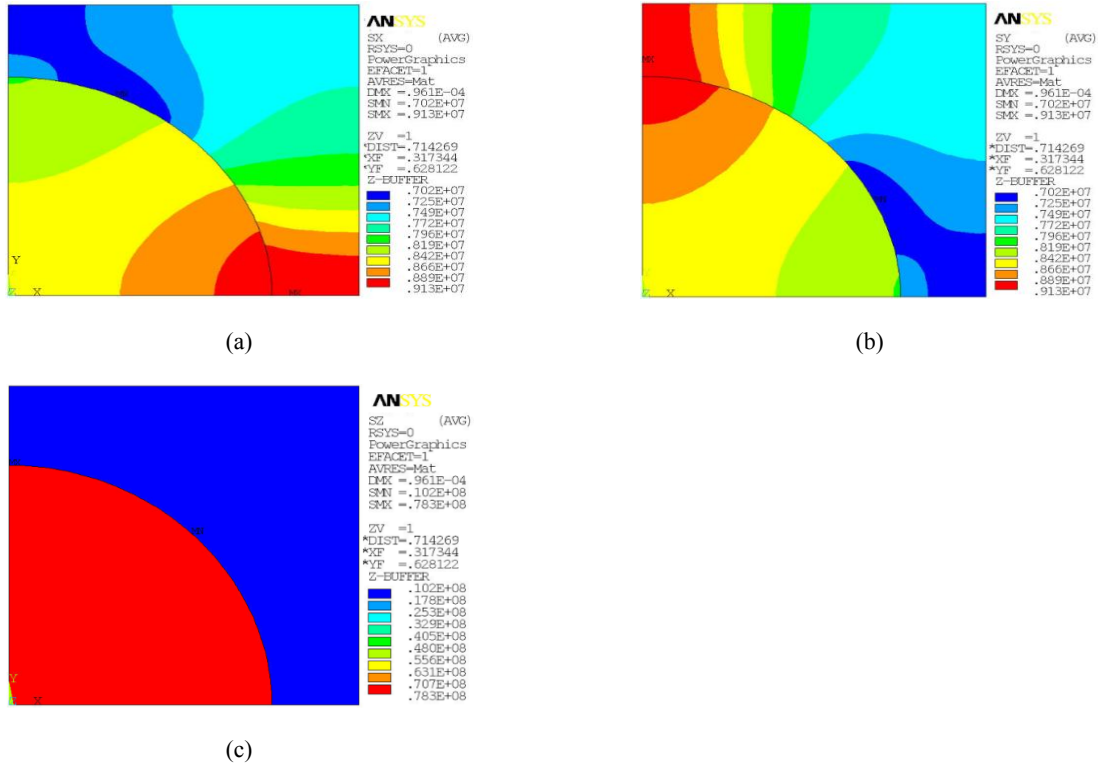 ANSYS
SX (AVG)
RSYS=0
PowerGraphics
EFACET=1
AVRES=Mat
DMX =.961E-04
SMN =.702E+07
SMX =.913E+07
ZV =1
*DIST=.714269
*XF =.317344
*YF =.628122
Z-BUFFER
.702E+07
.725E+07
.749E+07
.772E+07
.796E+07
.819E+07
.842E+07
.866E+07
.889E+07
.913E+07
MX
Y
Z X
(a)
ANSYS
SY (AVG)
RSYS=0
PowerGraphics
EFACET=1
AVRES=Mat
DMX =.961E-04
SMN =.702E+07
SMX =.913E+07
ZV =1
*DIST=.714269
*XF =.317344
*YF =.628122
Z-BUFFER
.702E+07
.725E+07
.749E+07
.772E+07
.796E+07
.819E+07
.842E+07
.866E+07
.889E+07
.913E+07
MX
Y
Z X
(b)
ANSYS
SZ (AVG)
RSYS=0
PowerGraphics
EFACET=1
AVRES=Mat
DMX =.961E-04
SMN =.102E+08
SMX =.783E+08
ZV =1
*DIST=.714269
*XF =.317344
*YF =.628122
Z-BUFFER
.102E+08
.178E+08
.253E+08
.329E+08
.405E+08
.480E+08
.556E+08
.631E+08
.707E+08
.783E+08
Y
X
(c)